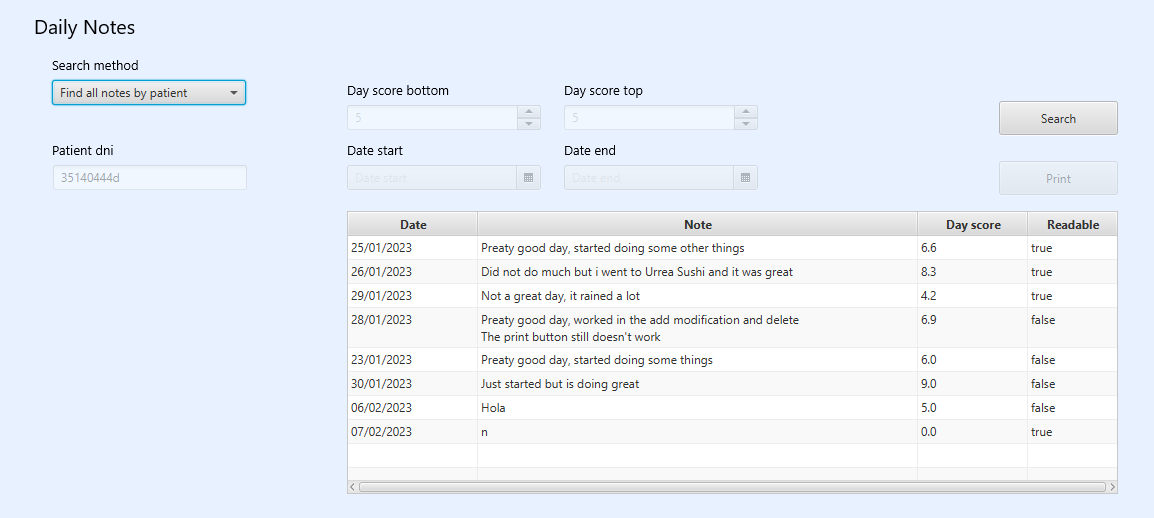 Daily Notes
Search method
Find all notes by patient
Day score bottom
Day score top
5
5
Search
Patient dni
Date start
Date end
35140444d
Date start
Date end
Print
Date Note Day score Readable
25/01/2023 Preaty good day, started doing some other things 6.6 true
26/01/2023 Did not do much but i went to Urrea Sushi and it was great 8.3 true
29/01/2023 Not a great day, it rained a lot 4.2 true
28/01/2023 Preaty good day, worked in the add modification and delete 6.9 false
The print button still doesn't work
23/01/2023 Preaty good day, started doing some things 6.0 false
30/01/2023 Just started but is doing great 9.0 false
06/02/2023 Hola 5.0 false
07/02/2023 n 0.0 true